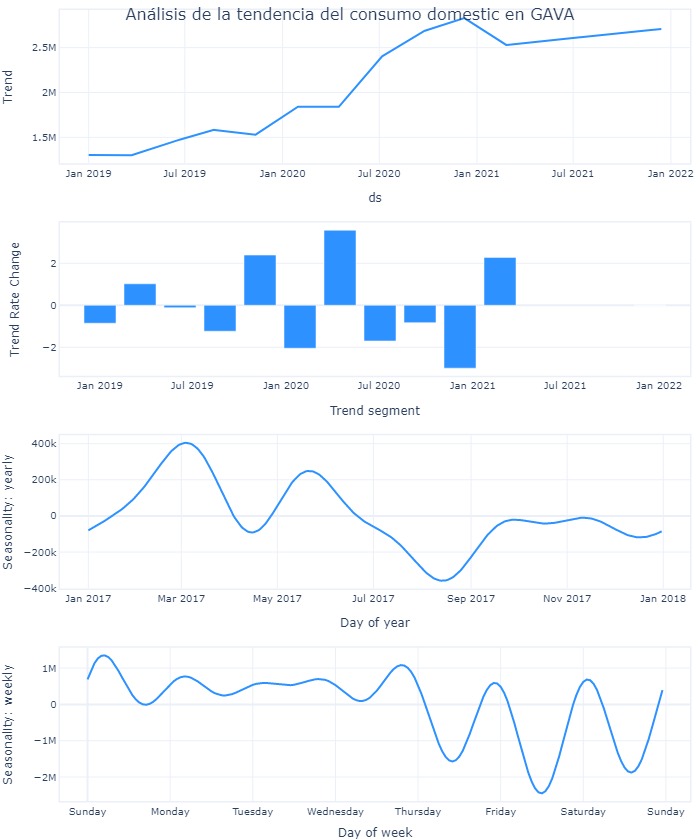 Análisis de la tendencia del consumo domestic en GAVA
Trend
2.5M
2M
1.5M
Jan 2019 Jul 2019 Jan 2020 Jul 2020 Jan 2021 Jul 2021 Jan 2022
ds
Trend Rate Change
2
0
−2
Jan 2019 Jul 2019 Jan 2020 Jul 2020 Jan 2021 Jul 2021 Jan 2022
Trend segment
Seasonality: yearly
400k
200k
0
−200k
−400k
Jan 2017 Mar 2017 May 2017 Jul 2017 Sep 2017 Nov 2017 Jan 2018
Day of year
Seasonality: weekly
1M
0
−1M
−2M
Sunday Monday Tuesday Wednesday Thursday Friday Saturday Sunday
Day of week